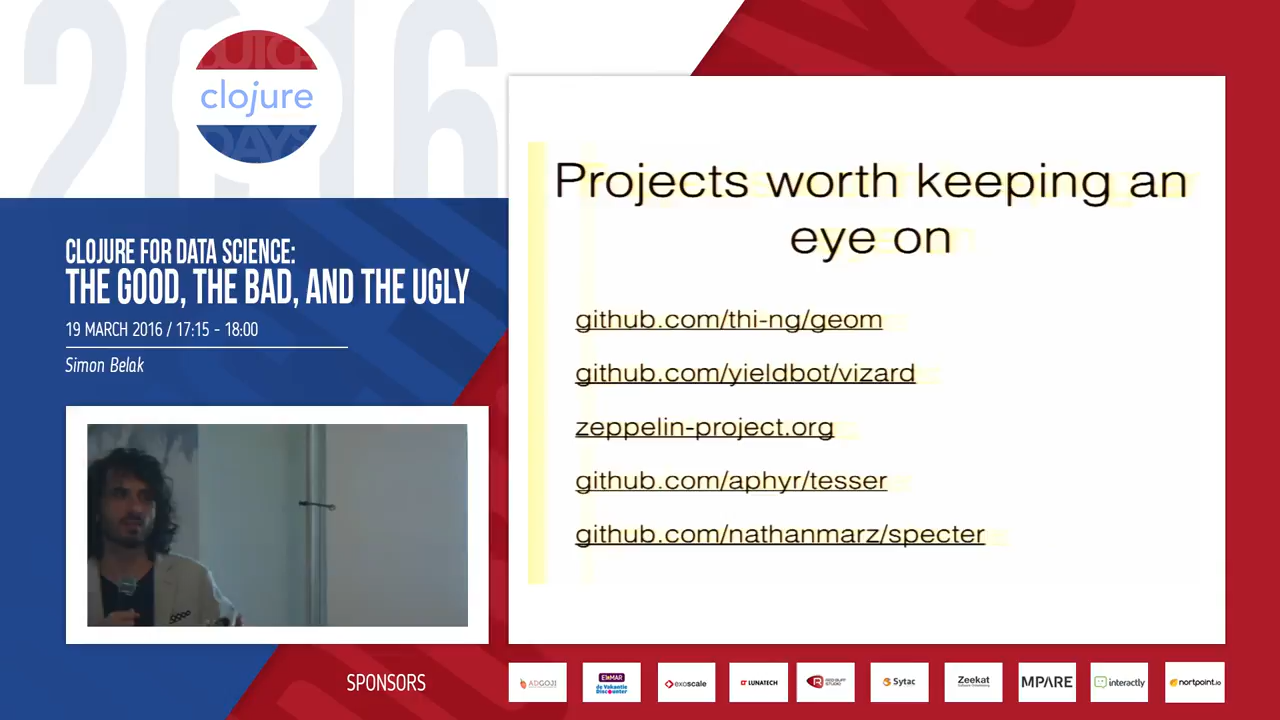 2016
DUTCH
clojure
DAYS
CLOJURE FOR DATA SCIENCE:
THE GOOD, THE BAD, AND THE UGLY
19 MARCH 2016 / 17:15 - 18:00
Simon Belak
Projects worth keeping an
eye on
github.com/thi-ng/geom
github.com/yieldbot/vizard
zeppelin-project.org
github.com/aphyr/tesser
github.com/nathanmarz/specter
SPONSORS
ADGOJI
ElMAR
de Vakantie
Discounter
exoscale
LUNATECH
Sytac
Zeekat
MPARE
interactly
nortpoint.io